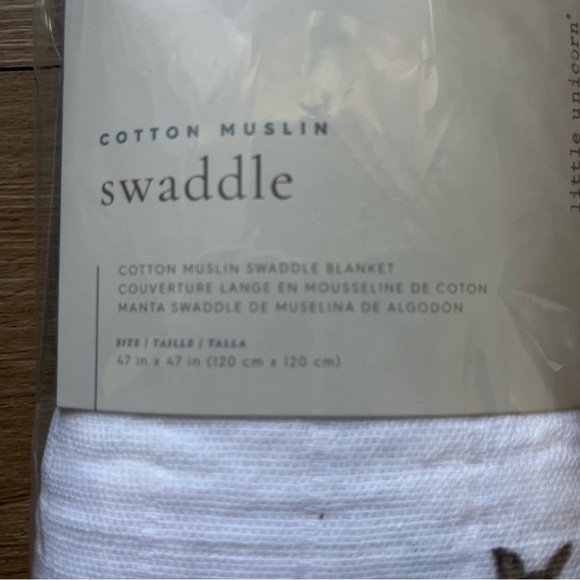 COTTON MUSLIN
swaddle
COTTON MUSLIN SWADDLE BLANKET
COUVERTURE LANGE EN MOUSSELINE DE COTON
MANTA SWADDLE DE MUSELINA DE ALGODÓN
SIZE / TAILLE / TALLA
47 in x 47 in (120 cm x 120 cm)
little unicorn®